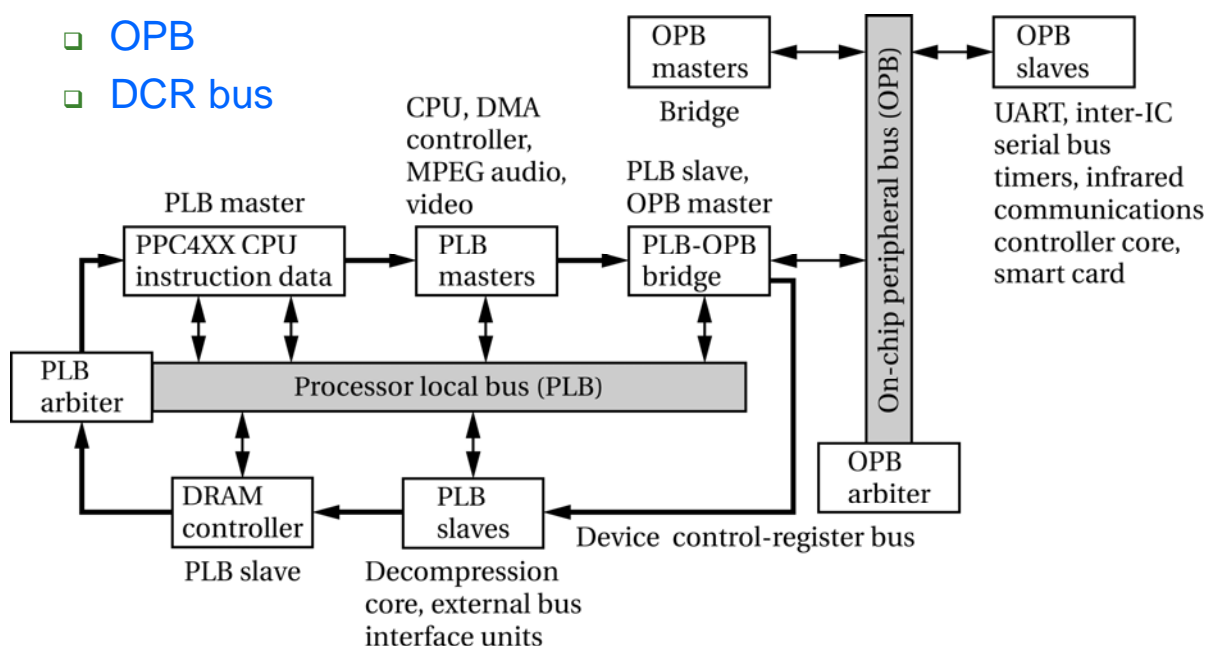 OPB
DCR bus
OPB
masters
Bridge
OPB
slaves
UART, inter-IC
serial bus
timers, infrared
communications
controller core,
smart card
On-chip peripheral bus (OPB)
OPB
arbiter
CPU, DMA
controller,
MPEG audio,
video
PLB slave,
OPB master
PLB master
PPC4XX CPU
instruction data
PLB
masters
PLB-OPB
bridge
PLB
arbiter
Processor local bus (PLB)
DRAM
controller
PLB slave
PLB
slaves
Decompression
core, external bus
interface units
Device control-register bus